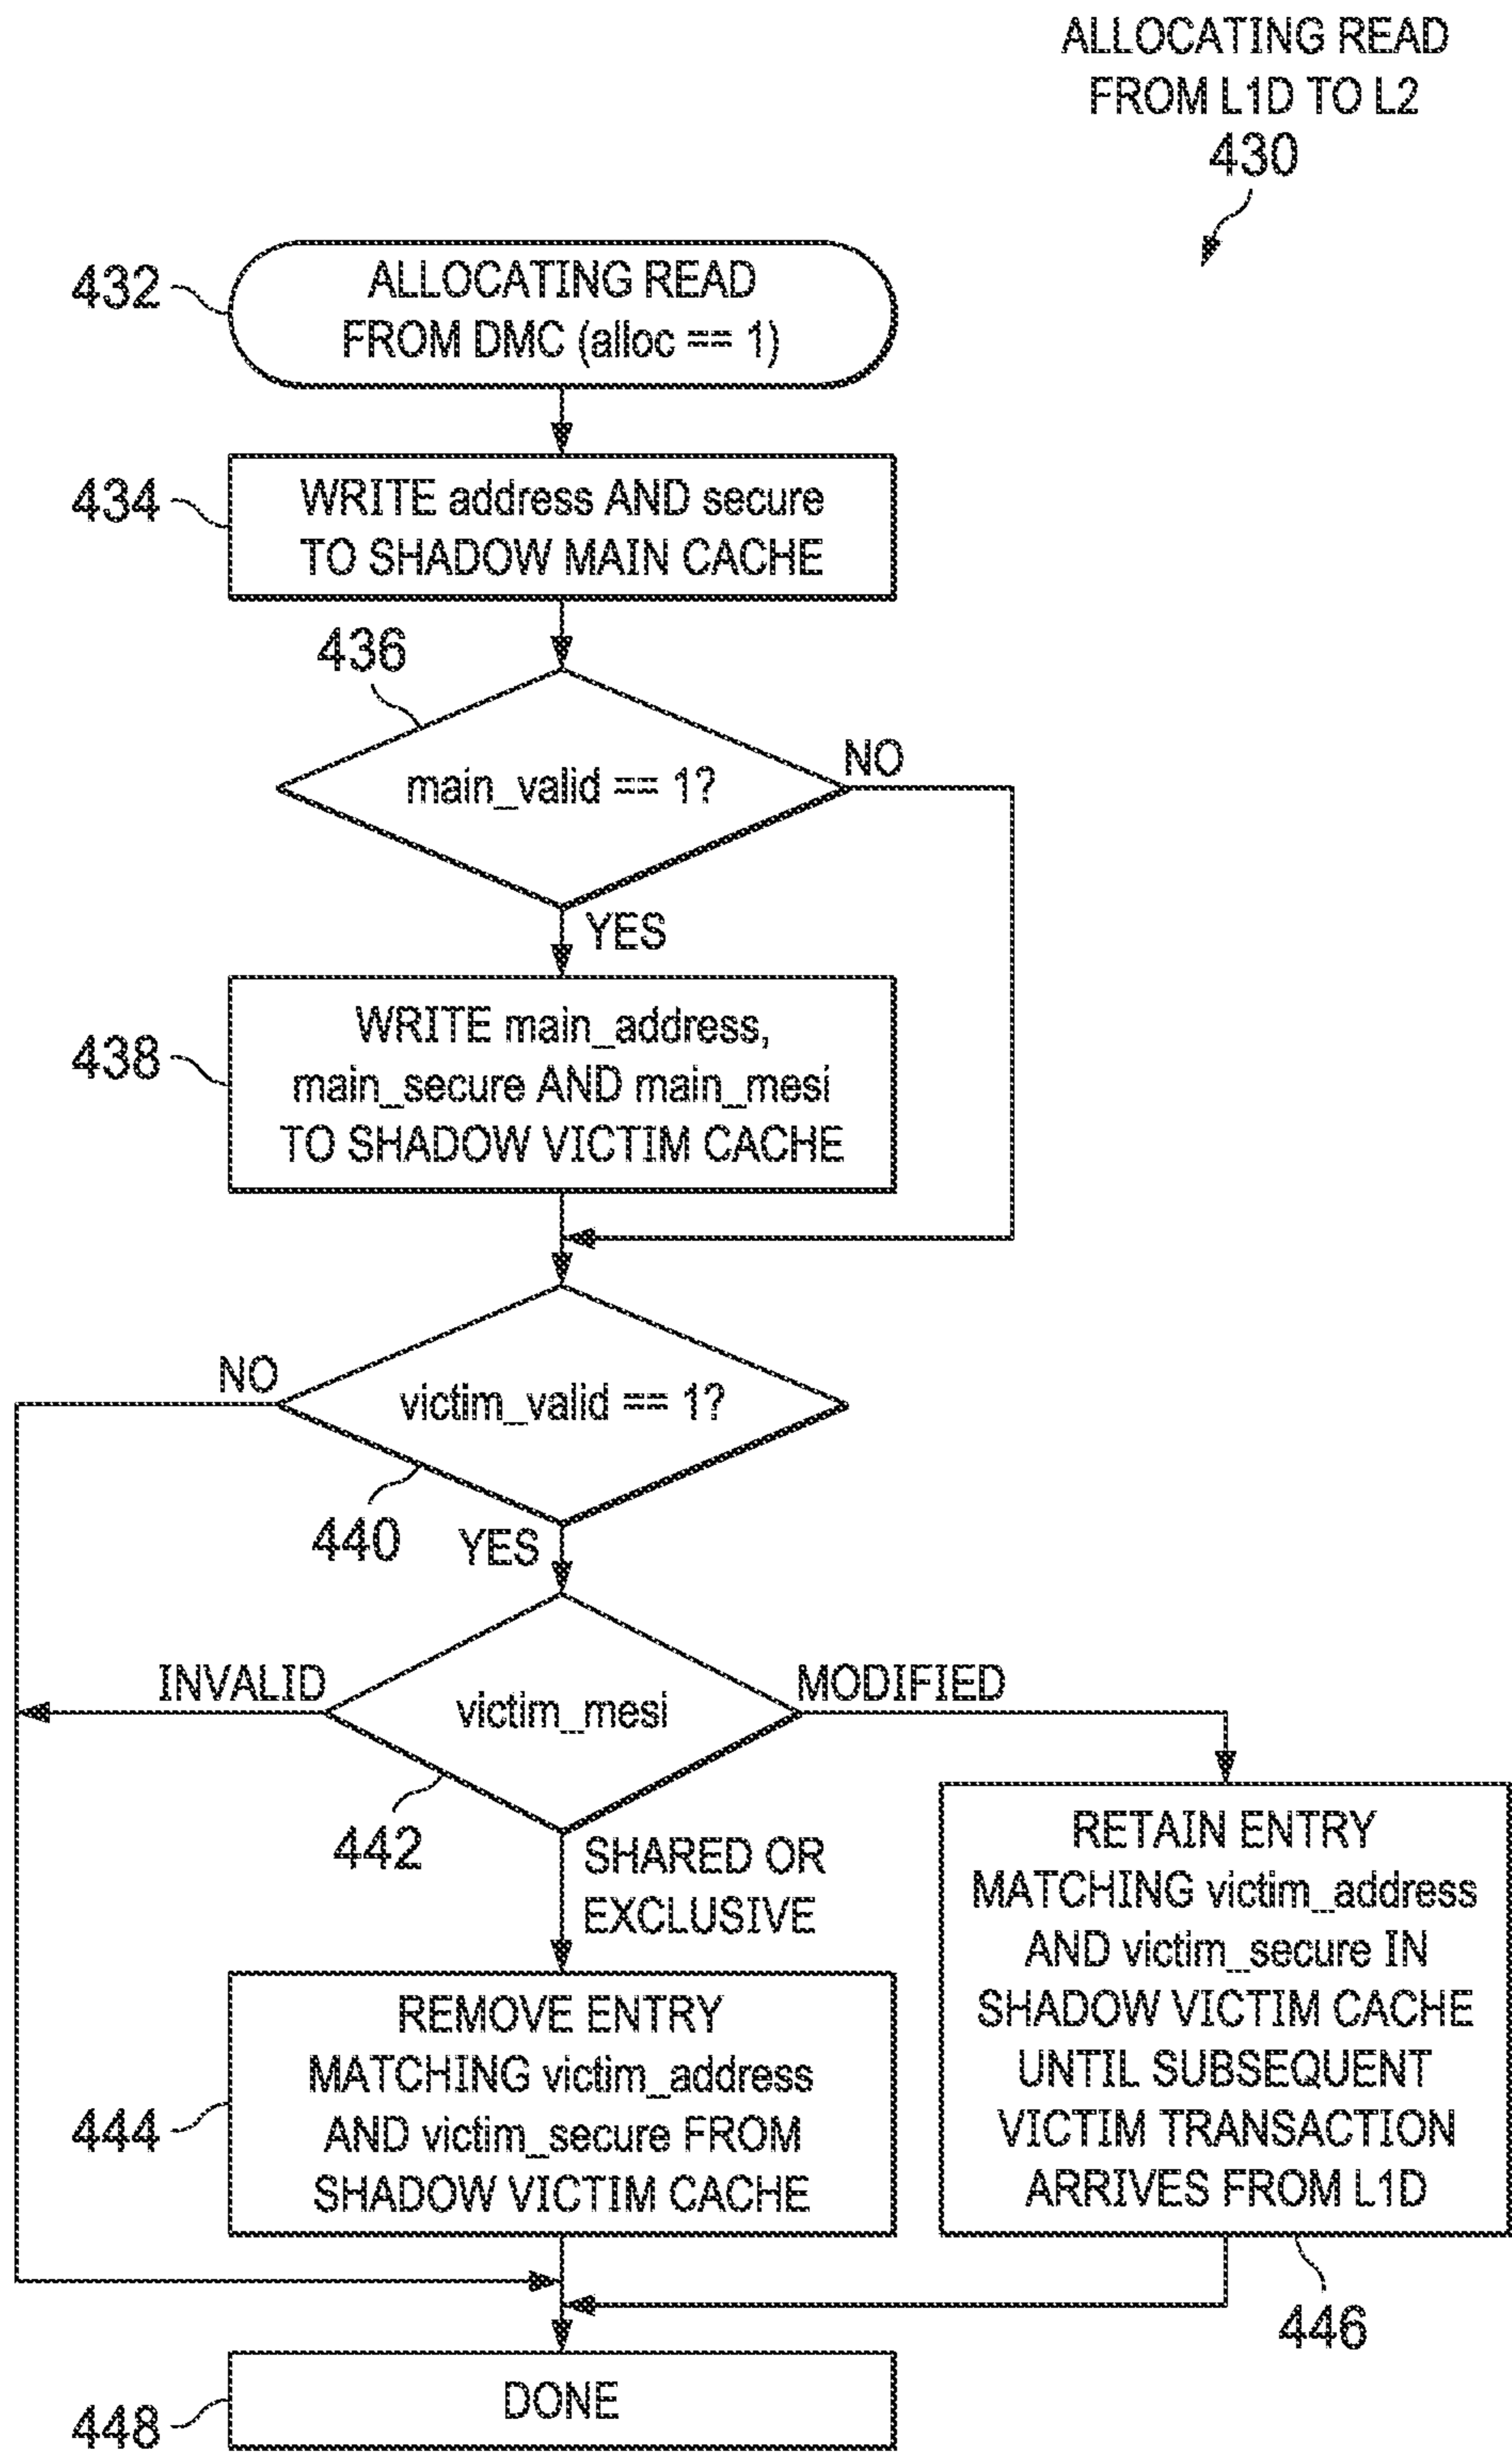 ALLOCATING READ
FROM L1D TO L2
430
432
ALLOCATING READ
FROM DMC (alloc == 1)
434
WRITE address AND secure
TO SHADOW MAIN CACHE
436
main_valid == 1?
NO
YES
438
WRITE main_address,
main_secure AND main_mesi
TO SHADOW VICTIM CACHE
NO
victim_valid == 1?
440
YES
INVALID
victim_mesi
MODIFIED
442
SHARED OR
EXCLUSIVE
RETAIN ENTRY
MATCHING victim_address
AND victim_secure IN
SHADOW VICTIM CACHE
UNTIL SUBSEQUENT
VICTIM TRANSACTION
ARRIVES FROM L1D
444
REMOVE ENTRY
MATCHING victim_address
AND victim_secure FROM
SHADOW VICTIM CACHE
446
448
DONE